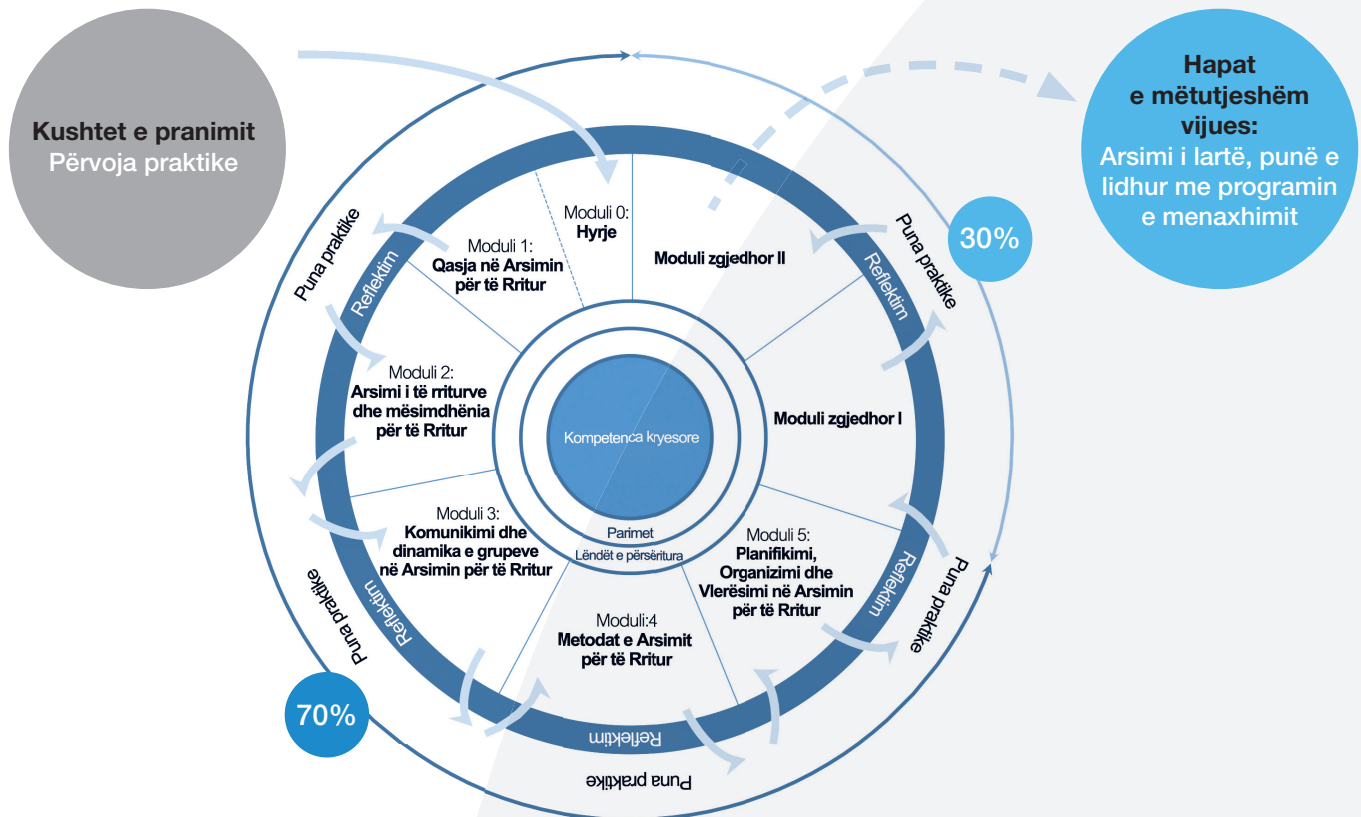 Kushtet e pranimit
Përvoja praktike
Hapat
e mëtutjeshëm
vijues:
Arsimi i lartë, punë e
lidhur me programin
e menaxhimit
30%
70%
Moduli 0:
Hyrje
Moduli 1:
Qasja në Arsimin
për të Rritur
Moduli 2:
Arsimi i të rriturve
dhe mësimdhënia
për të Rritur
Moduli 3:
Komunikimi dhe
dinamika e grupeve
në Arsimin për të Rritur
Moduli:4
Metodat e Arsimit
për të Rritur
Moduli 5:
Planifikimi,
Organizimi dhe
Vlerësimi në Arsimin
për të Rritur
Moduli zgjedhor I
Moduli zgjedhor II
Kompetenca kryesore
Parimet
Lëndët e përsëritura
Puna praktike
Reflektim
Puna praktike
Reflektim
Puna praktike
Reflektim
Puna praktike
Reflektim
Puna praktike
Reflektim